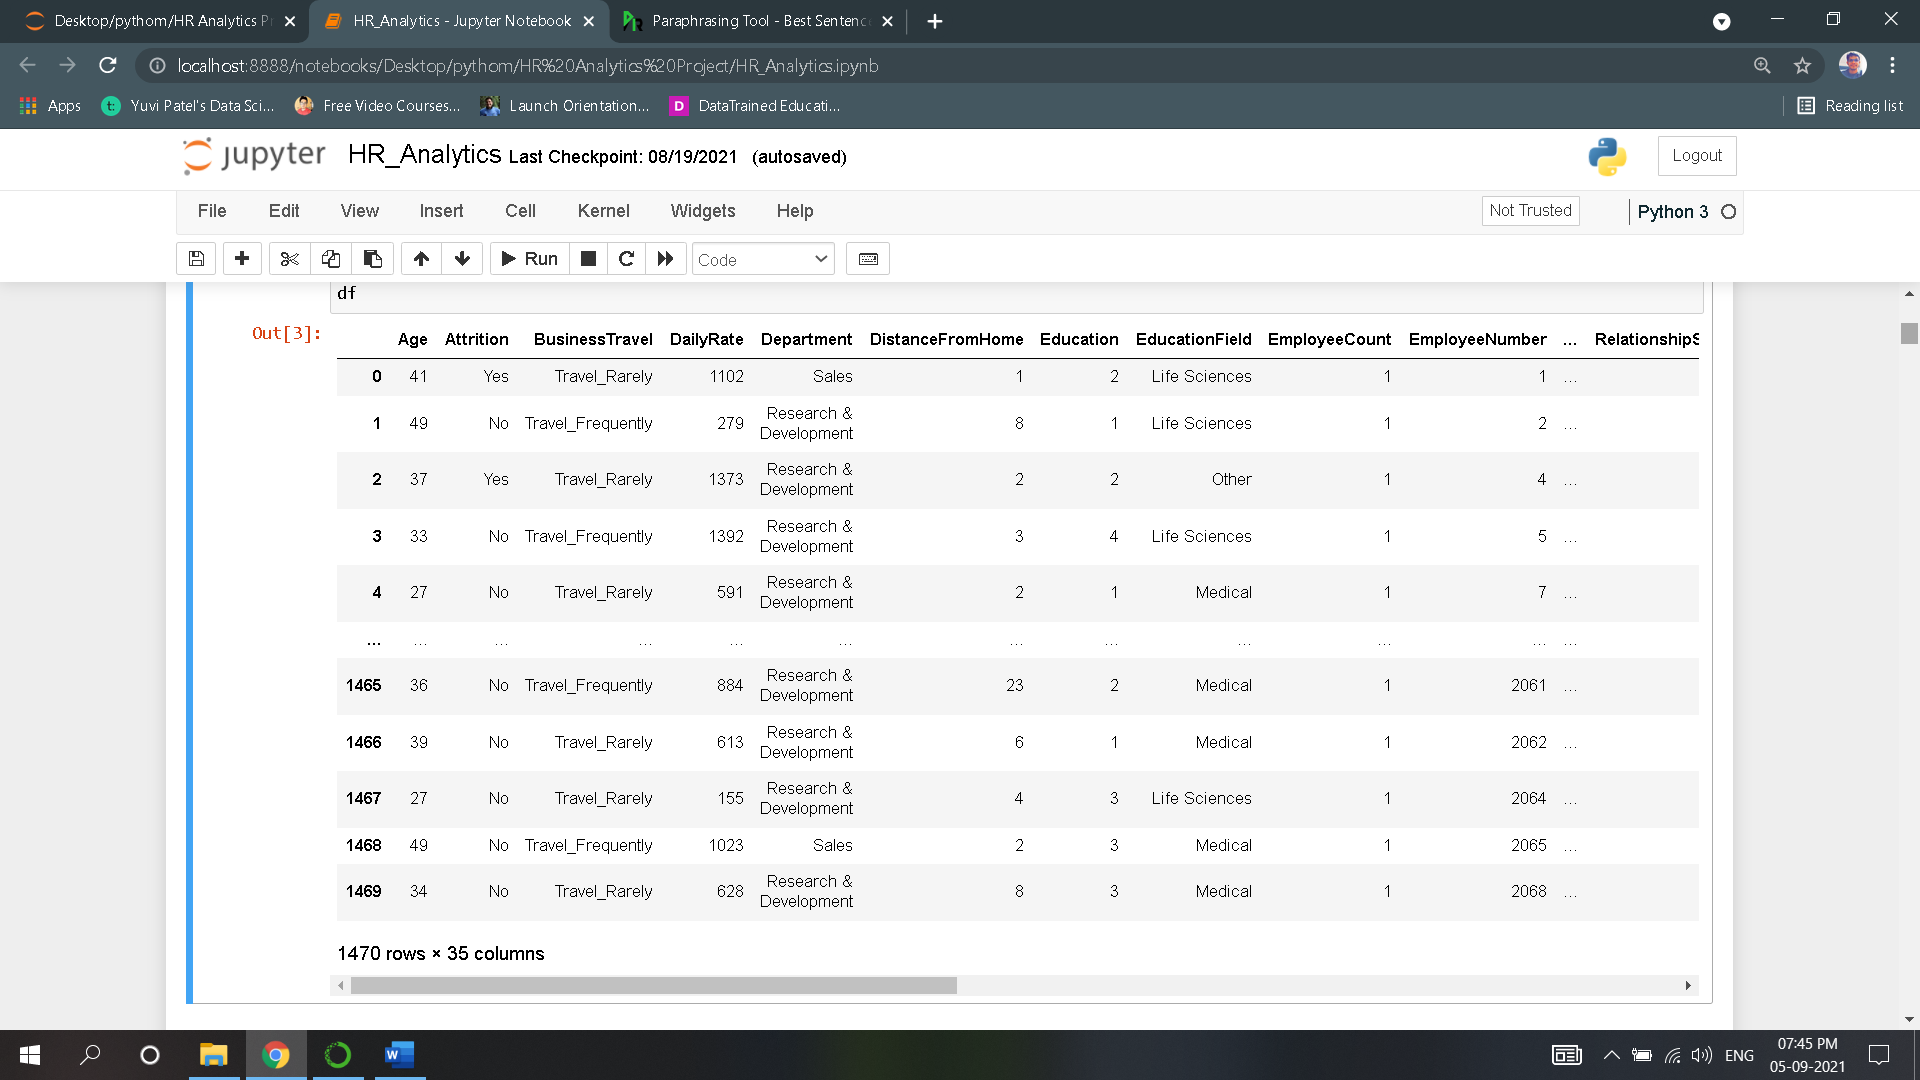 Desktop/pythom/HR Analytics Pr
HR_Analytics - Jupyter Notebook
Paraphrasing Tool - Best Sentence
localhost:8888/notebooks/Desktop/pythom/HR%20Analytics%20Project/HR_Analytics.ipynb
Apps
Yuvi Patel's Data Sci...
Free Video Courses...
Launch Orientation...
D DataTrained Educati...
Reading list
jupyter HR_Analytics Last Checkpoint: 08/19/2021 (autosaved)
Logout
File Edit View Insert Cell Kernel Widgets Help
Not Trusted
Python 3
Run
Code
df
Out[3]:
Age Attrition BusinessTravel DailyRate Department DistanceFromHome Education EducationField EmployeeCount EmployeeNumber ... RelationshipS
0 41 Yes Travel_Rarely 1102 Sales 1 2 Life Sciences 1 1 ...
1 49 No Travel_Frequently 279 Research & Development 8 1 Life Sciences 1 2 ...
2 37 Yes Travel_Rarely 1373 Research & Development 2 2 Other 1 4 ...
3 33 No Travel_Frequently 1392 Research & Development 3 4 Life Sciences 1 5 ...
4 27 No Travel_Rarely 591 Research & Development 2 1 Medical 1 7 ...
... ... ... ... ... ... ... ... ... ... ... ...
1465 36 No Travel_Frequently 884 Research & Development 23 2 Medical 1 2061 ...
1466 39 No Travel_Rarely 613 Research & Development 6 1 Medical 1 2062 ...
1467 27 No Travel_Rarely 155 Research & Development 4 3 Life Sciences 1 2064 ...
1468 49 No Travel_Frequently 1023 Sales 2 3 Medical 1 2065 ...
1469 34 No Travel_Rarely 628 Research & Development 8 3 Medical 1 2068 ...
1470 rows × 35 columns
ENG
07:45 PM
05-09-2021